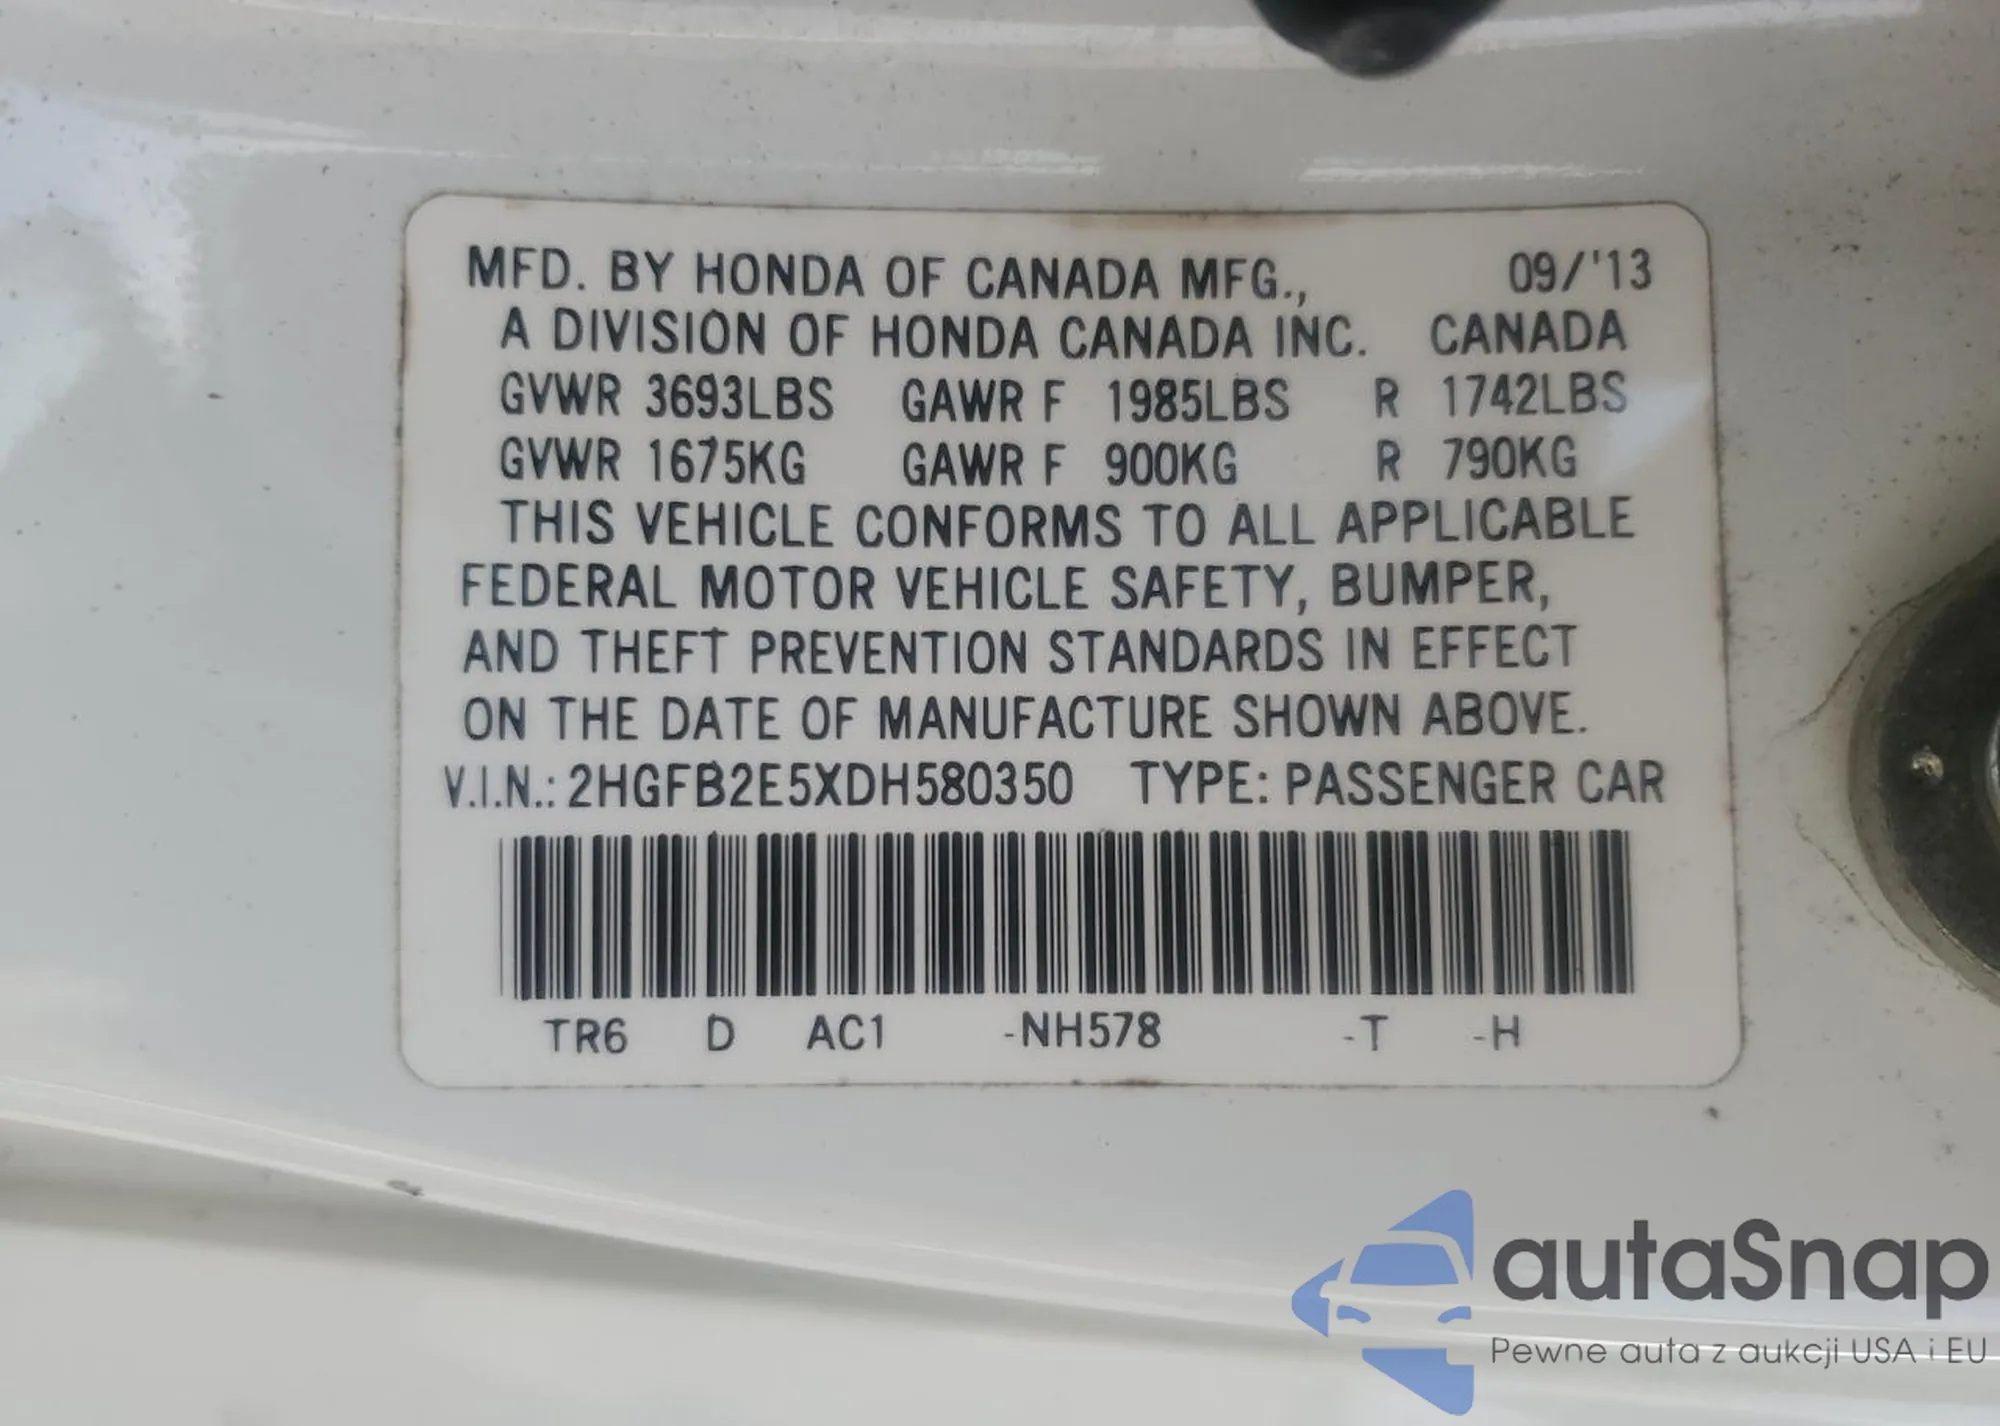 MFD. BY HONDA OF CANADA MFG., 09/'13
A DIVISION OF HONDA CANADA INC. CANADA
GVWR 3693LBS GAWR F 1985LBS R 1742LBS
GVWR 1675KG GAWR F 900KG R 790KG
THIS VEHICLE CONFORMS TO ALL APPLICABLE
FEDERAL MOTOR VEHICLE SAFETY, BUMPER,
AND THEFT PREVENTION STANDARDS IN EFFECT
ON THE DATE OF MANUFACTURE SHOWN ABOVE.
V.I.N.: 2HGFB2E5XDH580350 TYPE: PASSENGER CAR
TR6 D AC1 -NH578 -T -H
autaSnap
Pewne auta z aukcji USA i EU